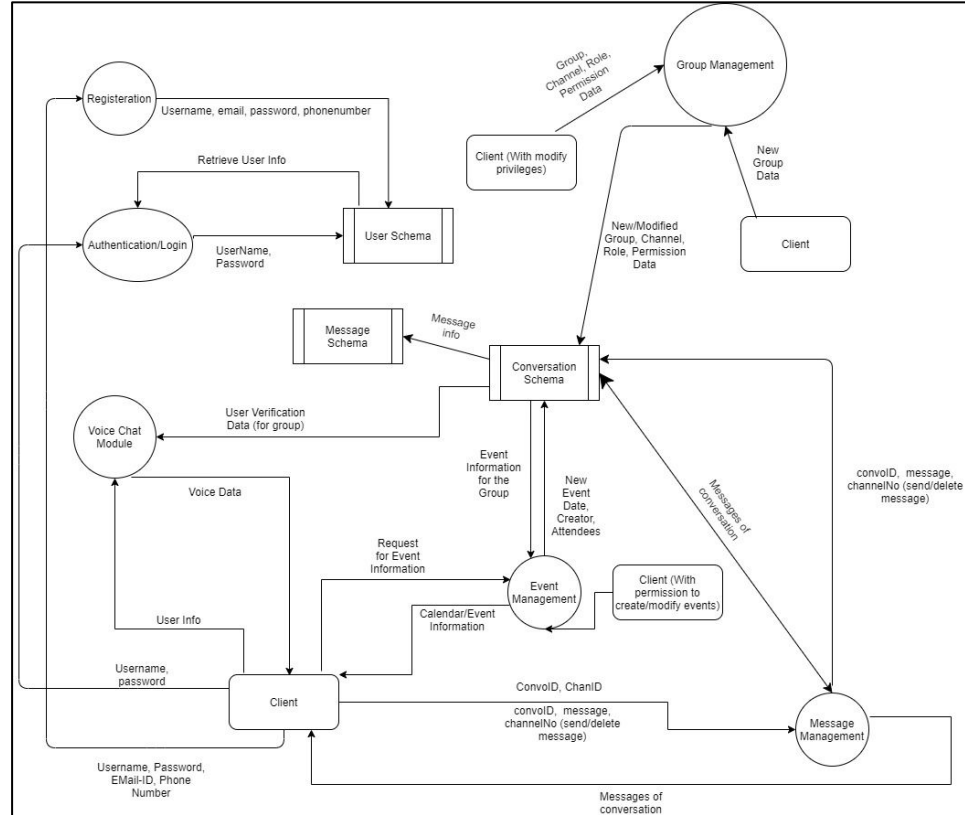 Group,
Channel, Role,
Permission
Data
Group Management
Registeration
Username, email, password, phonenumber
Client (With modify
privileges)
New
Group
Data
Retrieve User Info
Authentication/Login
User Schema
UserName,
Password
New/Modified
Group, Channel,
Role, Permission
Data
Client
Message
Schema
Message
info
Conversation
Schema
User Verification
Data (for group)
Voice Chat
Module
Voice Data
Event
Information
for the
Group
New
Event
Date,
Creator,
Attendees
Messages of
conversation
convoID, message,
channelNo (send/delete
message)
Request
for Event
Information
Event
Management
Client (With
permission to
create/modify events)
Calendar/Event
Information
User Info
Username,
password
Client
ConvoID, ChanID
convoID, message,
channelNo (send/delete
message)
Message
Management
Username, Password,
EMail-ID, Phone
Number
Messages of
conversation